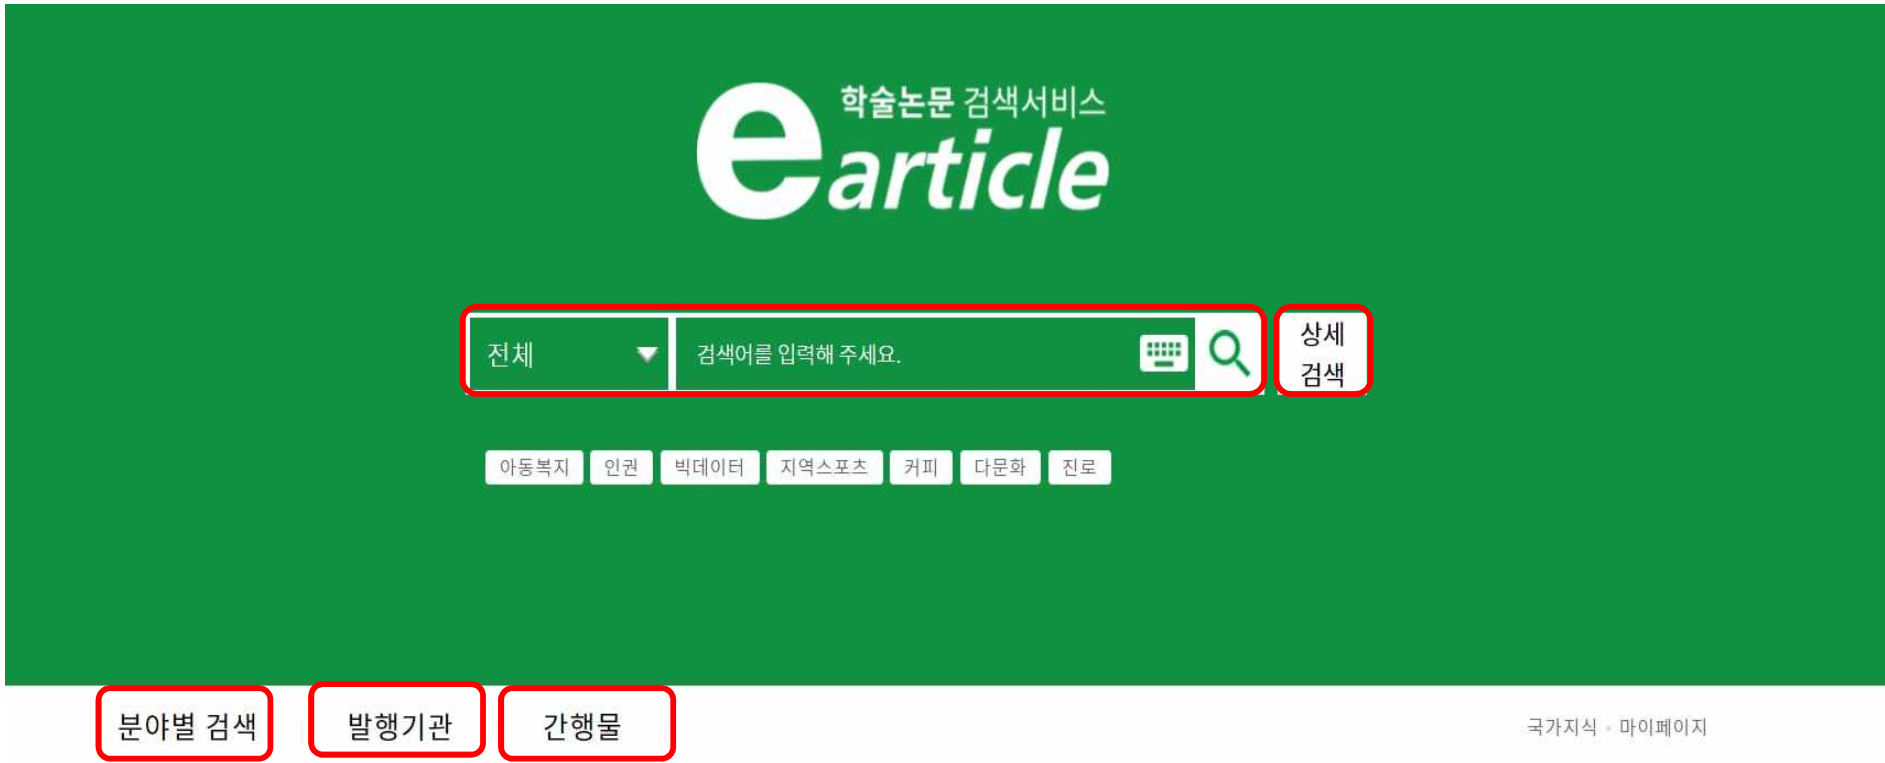 학술논문 검색서비스
earticle
전체 검색어를 입력해 주세요. 상세 검색
아동복지 인권 빅데이터 지역스포츠 커피 다문화 진로
분야별 검색 발행기관 간행물 국가지식 마이페이지